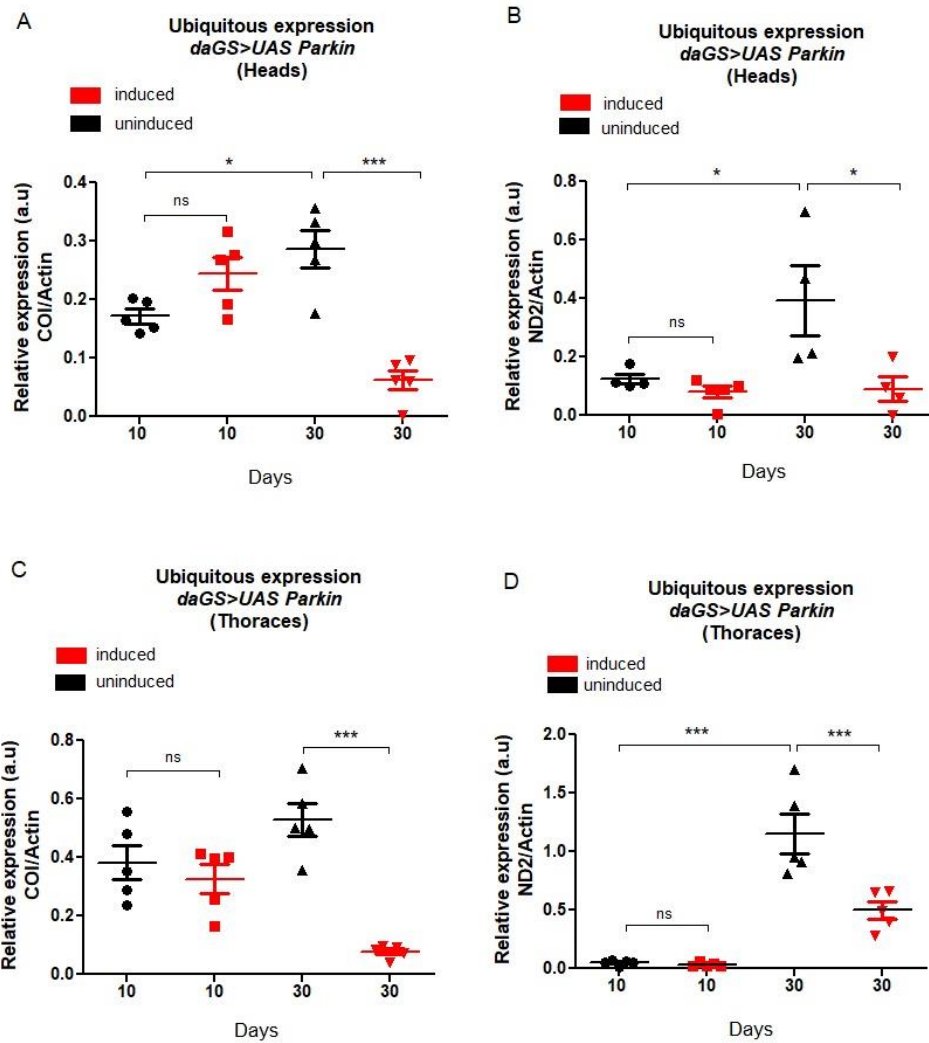 A
Ubiquitous expression
daGS>UAS Parkin
(Heads)
induced
uninduced
* ***
ns
Relative expression (a.u)
COI/Actin
0.4
0.3
0.2
0.1
0.0
10 10 30 30
Days
B
Ubiquitous expression
daGS>UAS Parkin
(Heads)
induced
uninduced
* *
ns
Relative expression (a.u)
ND2/Actin
0.8
0.6
0.4
0.2
0.0
10 10 30 30
Days
C
Ubiquitous expression
daGS>UAS Parkin
(Thoraces)
induced
uninduced
ns ***
Relative expression (a.u)
COI/Actin
0.8
0.6
0.4
0.2
0.0
10 10 30 30
Days
D
Ubiquitous expression
daGS>UAS Parkin
(Thoraces)
induced
uninduced
*** ***
ns
Relative expression (a.u)
ND2/Actin
2.0
1.5
1.0
0.5
0.0
10 10 30 30
Days